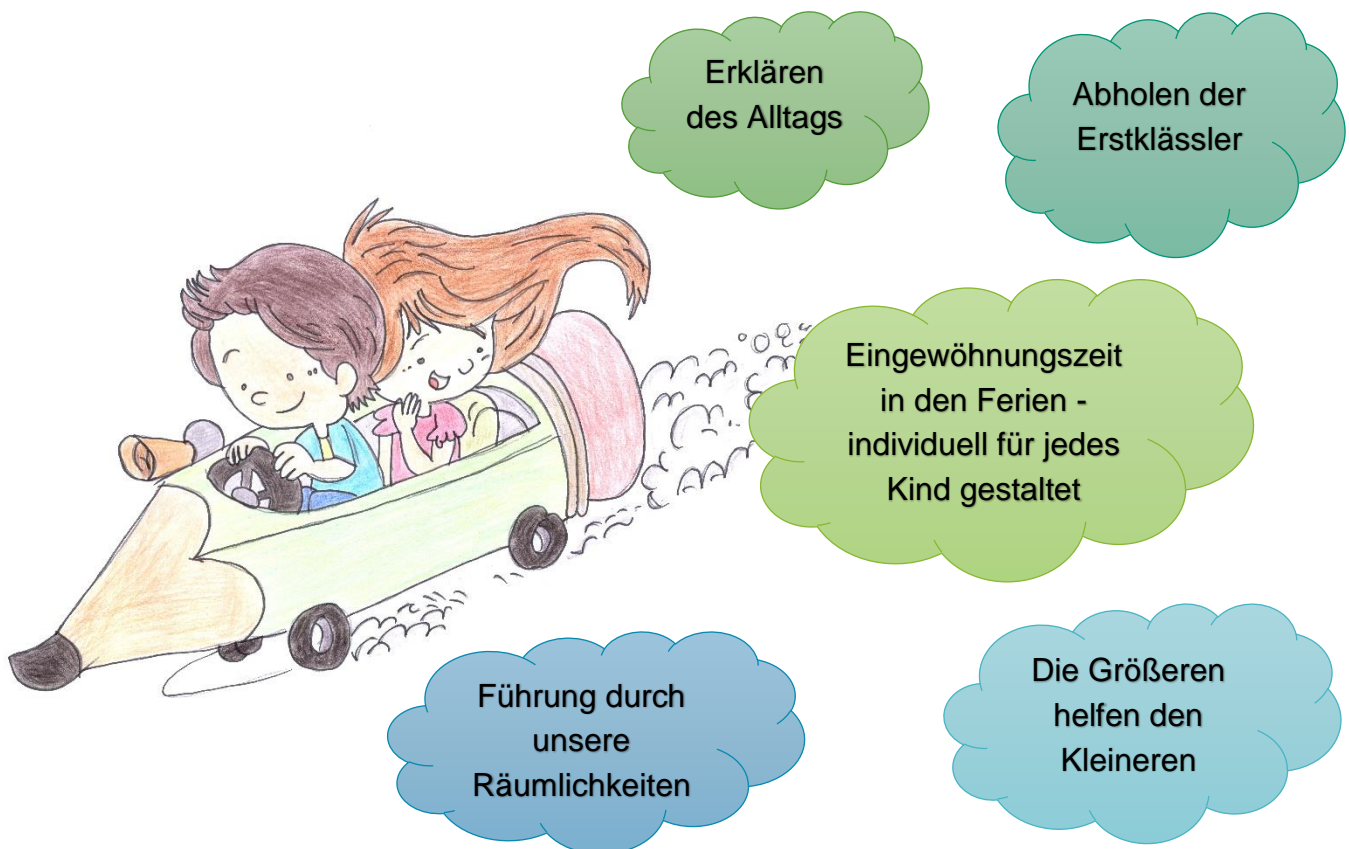 Erklären
des Alltags
Abholen der
Erstklässler
Eingewöhnungszeit
in den Ferien -
individuell für jedes
Kind gestaltet
Führung durch
unsere
Räumlichkeiten
Die Größeren
helfen den
Kleineren